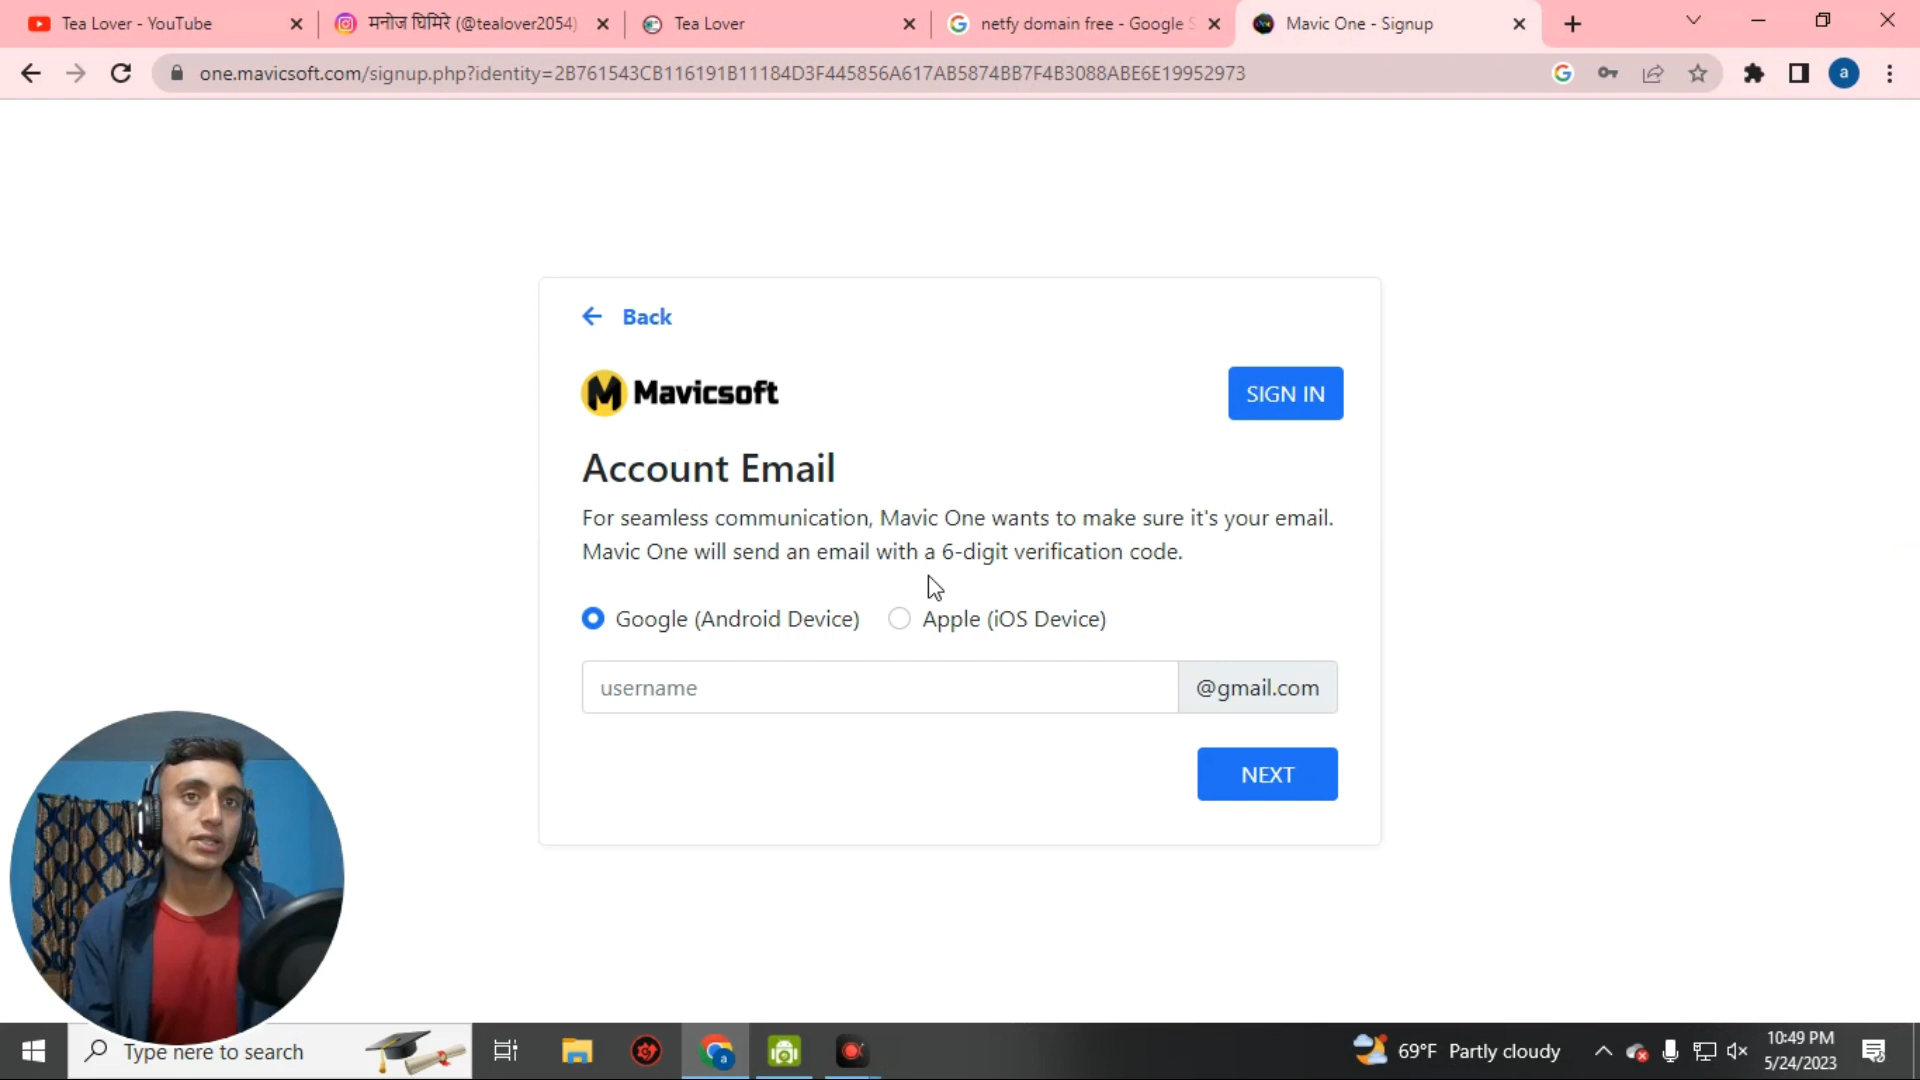 Tea Lover - YouTube
मनोज घिमिरे (@tealover2054)
Tea Lover
netfy domain free - Google S
Mavic One - Signup
one.mavicsoft.com/signup.php?identity=2B761543CB116191B11184D3F445856A617AB5874BB7F4B3088ABE6E19952973
a
Back
Mavicsoft
SIGN IN
Account Email
For seamless communication, Mavic One wants to make sure it's your email.
Mavic One will send an email with a 6-digit verification code.
Google (Android Device)
Apple (iOS Device)
username
@gmail.com
NEXT
Type here to search
69°F Partly cloudy
10:49 PM
5/24/2023